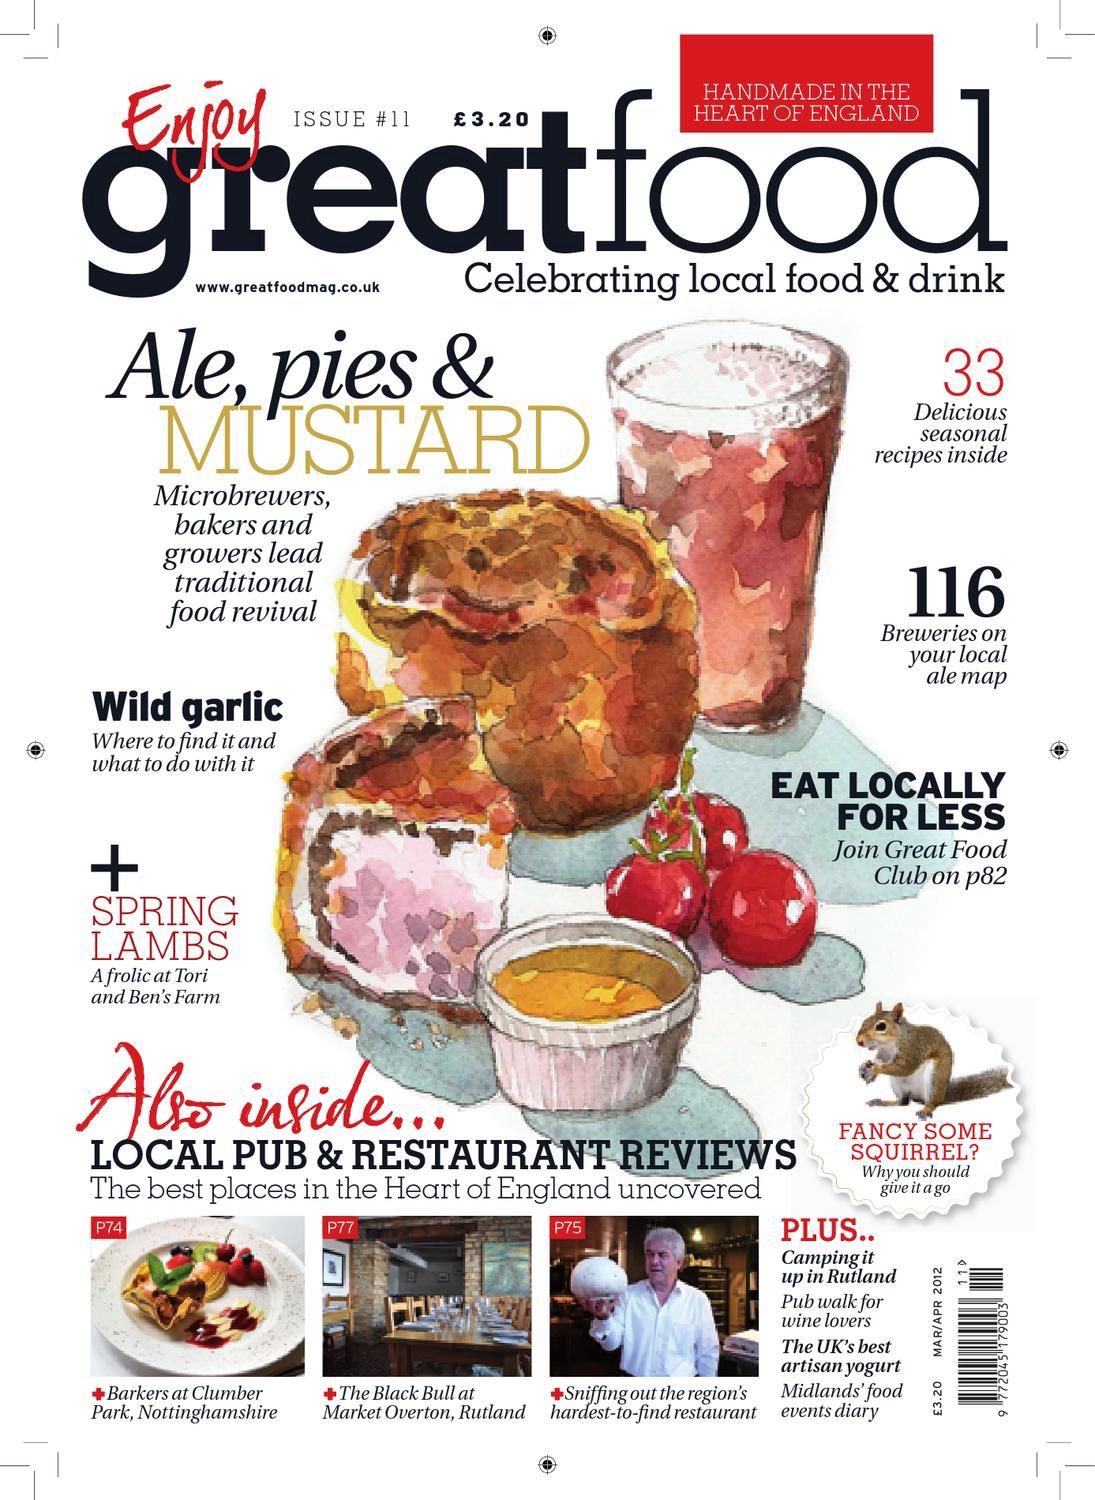 HANDMADE IN THE
HEART OF ENGLAND
Enjoy
ISSUE #11 £3.20
greatfood
www.greatfoodmag.co.uk
Celebrating local food & drink
Ale, pies &
MUSTARD
Microbrewers,
bakers and
growers lead
traditional
food revival
33
Delicious
seasonal
recipes inside
116
Breweries on
your local
ale map
Wild garlic
Where to find it and
what to do with it
EAT LOCALLY
FOR LESS
Join Great Food
Club on p82
+
SPRING
LAMBS
A frolic at Tori
and Ben's Farm
FANCY SOME
SQUIRREL?
Why you should
give it a go
Also inside...
LOCAL PUB & RESTAURANT REVIEWS
The best places in the Heart of England uncovered
P74
+Barkers at Clumber
Park, Nottinghamshire
P77
+The Black Bull at
Market Overton, Rutland
P75
+Sniffing out the region's
hardest-to-find restaurant
PLUS..
Camping it
up in Rutland
Pub walk for
wine lovers
The UK's best
artisan yogurt
Midlands' food
events diary
£3.20 MAR/APR 2012
11>
9 772045 179003